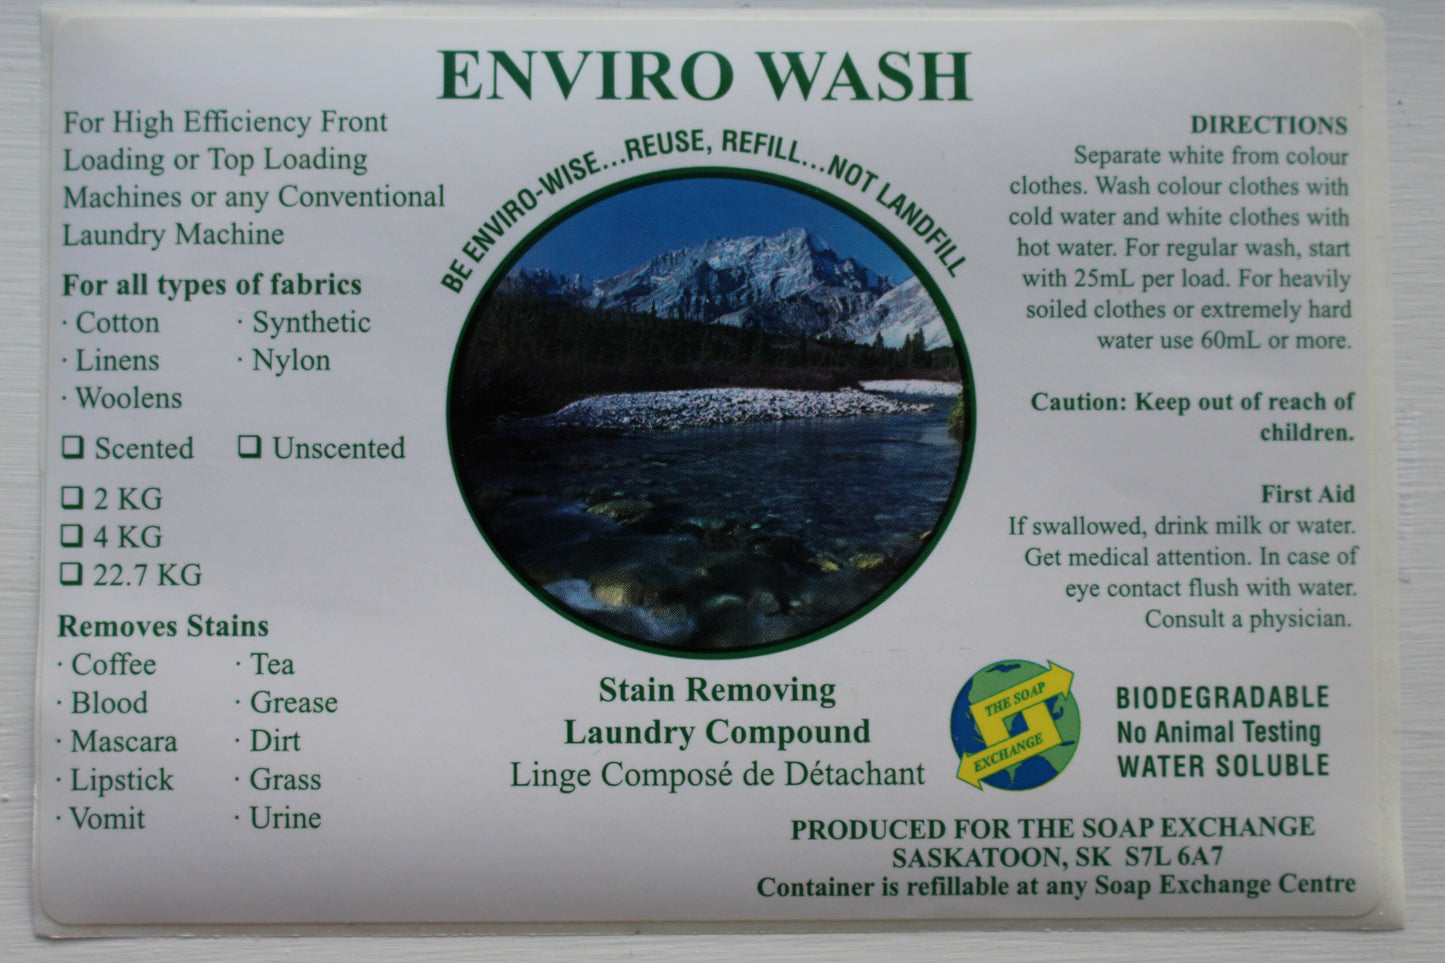 ENVIRO WASH
For High Efficiency Front
Loading or Top Loading
Machines or any Conventional
Laundry Machine
For all types of fabrics
· Cotton · Synthetic
· Linens · Nylon
· Woolens
❑ Scented ❑ Unscented
❑ 2 KG
❑ 4 KG
❑ 22.7 KG
Removes Stains
· Coffee · Tea
· Blood · Grease
· Mascara · Dirt
· Lipstick · Grass
· Vomit · Urine
BE ENVIRO-WISE...REUSE, REFILL...NOT LANDFILL
Stain Removing
Laundry Compound
Linge Composé de Détachant
DIRECTIONS
Separate white from colour
clothes. Wash colour clothes with
cold water and white clothes with
hot water. For regular wash, start
with 25mL per load. For heavily
soiled clothes or extremely hard
water use 60mL or more.
Caution: Keep out of reach of
children.
First Aid
If swallowed, drink milk or water.
Get medical attention. In case of
eye contact flush with water.
Consult a physician.
THE SOAP
EXCHANGE
BIODEGRADABLE
No Animal Testing
WATER SOLUBLE
PRODUCED FOR THE SOAP EXCHANGE
SASKATOON, SK S7L 6A7
Container is refillable at any Soap Exchange Centre